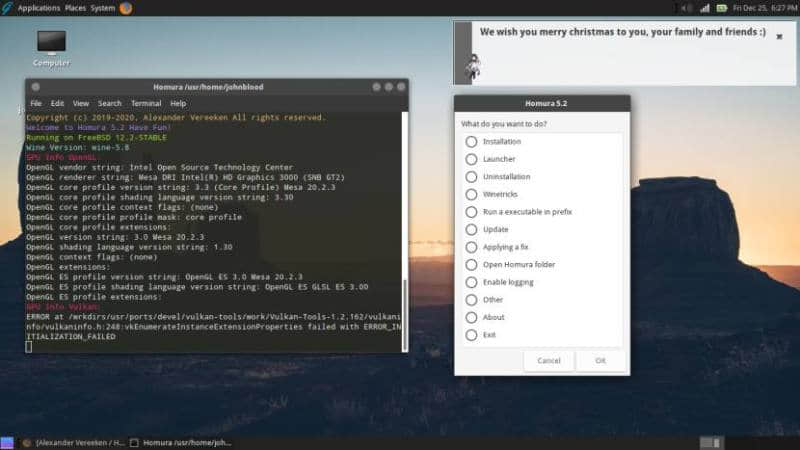 Applications Places System
Fri Dec 25, 6:27 PM
Computer
We wish you merry christmas to you, your family and friends :)
Homura /usr/home/johnblood
File Edit View Search Terminal Help
Copyright (c) 2019-2020, Alexander Vereeken All rights reserved.
Welcome to Homura 5.2 Have Fun!
Running on FreeBSD 12.2-STABLE
Wine Version: wine-5.8
GPU Info OpenGL:
OpenGL vendor string: Intel Open Source Technology Center
OpenGL renderer string: Mesa DRI Intel(R) HD Graphics 3000 (SNB GT2)
OpenGL core profile version string: 3.3 (Core Profile) Mesa 20.2.3
OpenGL core profile shading language version string: 3.30
OpenGL core profile context flags: (none)
OpenGL core profile profile mask: core profile
OpenGL core profile extensions:
OpenGL version string: 3.0 Mesa 20.2.3
OpenGL shading language version string: 1.30
OpenGL context flags: (none)
OpenGL extensions:
OpenGL ES profile version string: OpenGL ES 3.0 Mesa 20.2.3
OpenGL ES profile shading language version string: OpenGL ES GLSL ES 3.00
OpenGL ES profile extensions:
GPU Info Vulkan:
ERROR at /wrkdirs/usr/ports/devel/vulkan-tools/work/Vulkan-Tools-1.2.162/vulkani
nfo/vulkaninfo.h:248:vkEnumerateInstanceExtensionProperties failed with ERROR_IN
ITIALIZATION_FAILED
Homura 5.2
What do you want to do?
Installation
Launcher
Uninstallation
Winetricks
Run a executable in prefix
Update
Applying a fix
Open Homura folder
Enable logging
Other
About
Exit
Cancel OK
[Alexander Vereeken / H...
Homura /usr/home/joh...